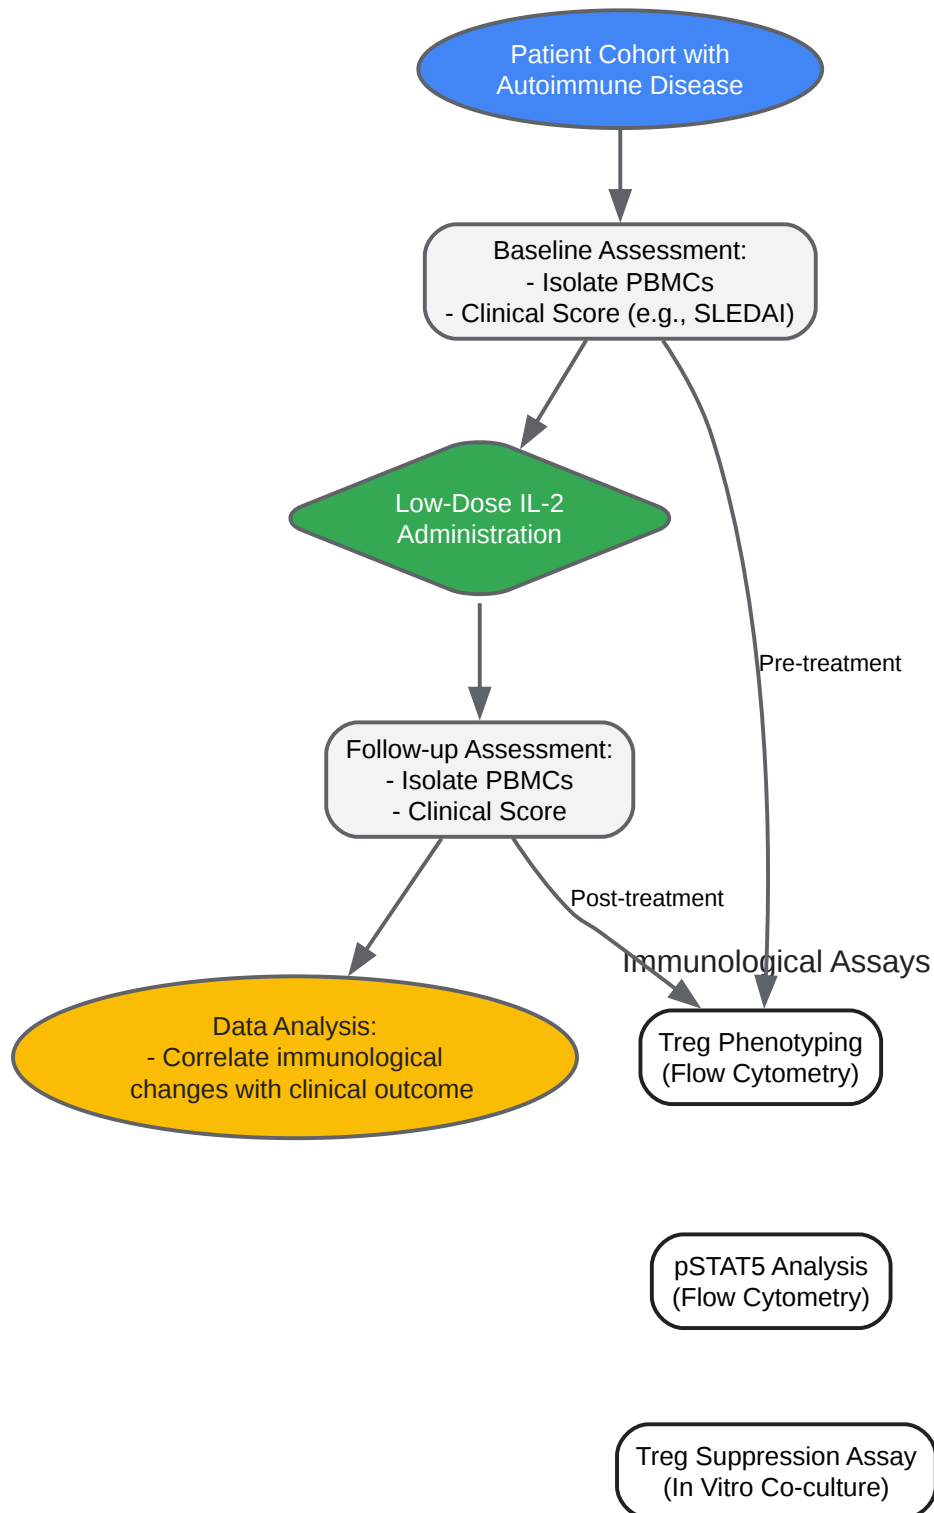 Patient Cohort with
Autoimmune Disease
Baseline Assessment:
- Isolate PBMCs
- Clinical Score (e.g., SLEDAI)
Low-Dose IL-2
Administration
Pre-treatment
Follow-up Assessment:
- Isolate PBMCs
- Clinical Score
Post-treatment
Immunological Assays
Data Analysis:
- Correlate immunological
changes with clinical outcome
Treg Phenotyping
(Flow Cytometry)
pSTAT5 Analysis
(Flow Cytometry)
Treg Suppression Assay
(In Vitro Co-culture)